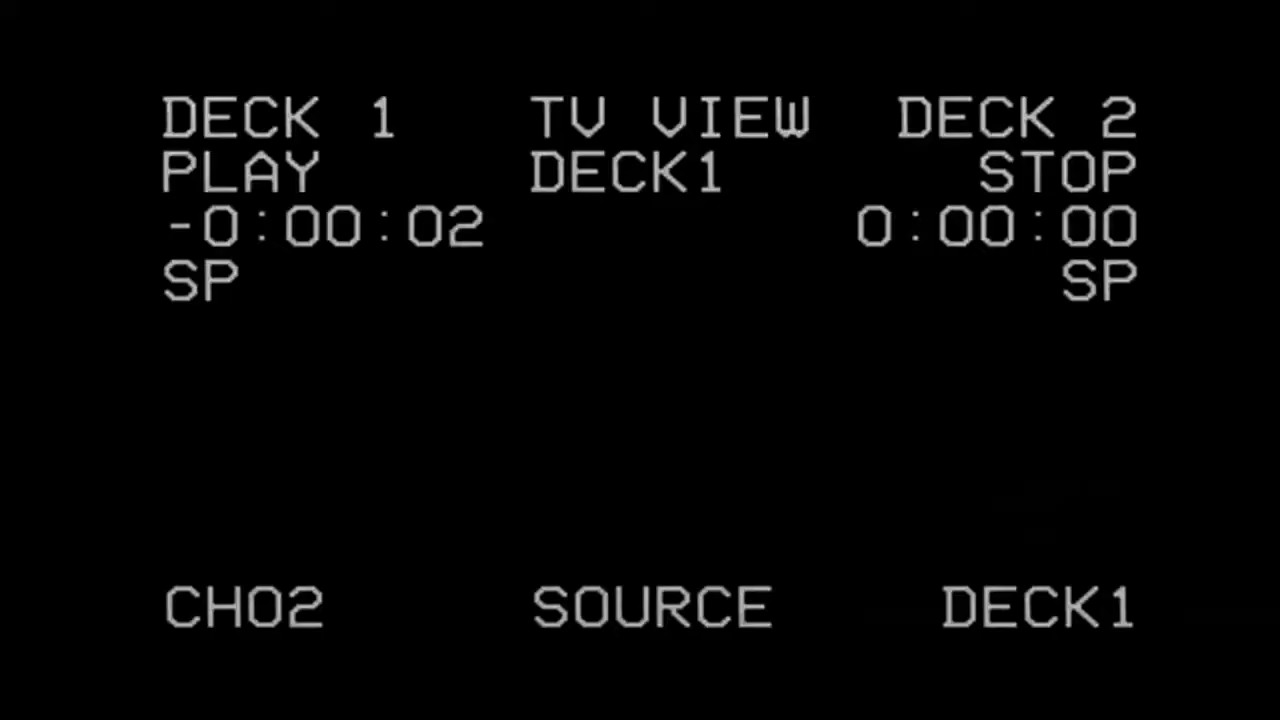 DECK 1 TV VIEW DECK 2
PLAY DECK1 STOP
-0:00:02 0:00:00
SP SP
CH02 SOURCE DECK1